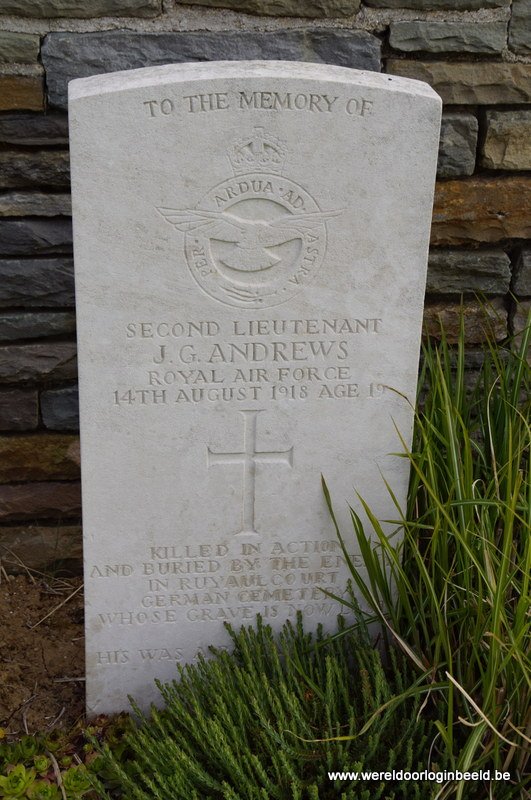 TO THE MEMORY OF
PER · ARDUA · AD · ASTRA
SECOND LIEUTENANT
J. G. ANDREWS
ROYAL AIR FORCE
14TH AUGUST 1918 AGE 19
KILLED IN ACTION
AND BURIED BY THE
IN RUYAULCOURT
GERMAN CEMETERY
WHOSE GRAVE IS NOW
HIS WAS
www.wereldoorloginbeeld.be